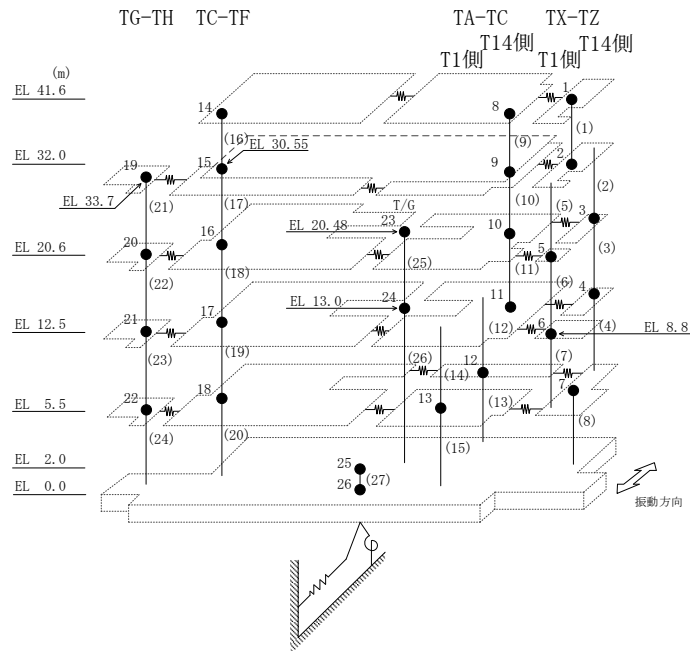 TG-TH TC-TF TA-TC TX-TZ
T14側 T14側
T1側 T1側
(m)
EL 41.6
14 8 1
(1)
(16) (9)
EL 30.55
EL 32.0
15 9 2
19
EL 33.7
(21) (17) (10) (2)
T/G
23
EL 20.48
(5) 3
16 10 (3)
EL 20.6
20 5
(11)
(25)
(22) (18)
24 (6) 4
EL 13.0
11
17
EL 12.5
21 (12) 6 (4) EL 8.8
(23) (19)
(26) 12 (7)
(14)
18 7
EL 5.5
22 13 (13)
(8)
(24) (20) (15)
EL 2.0
25
(27)
EL 0.0
26
振動方向